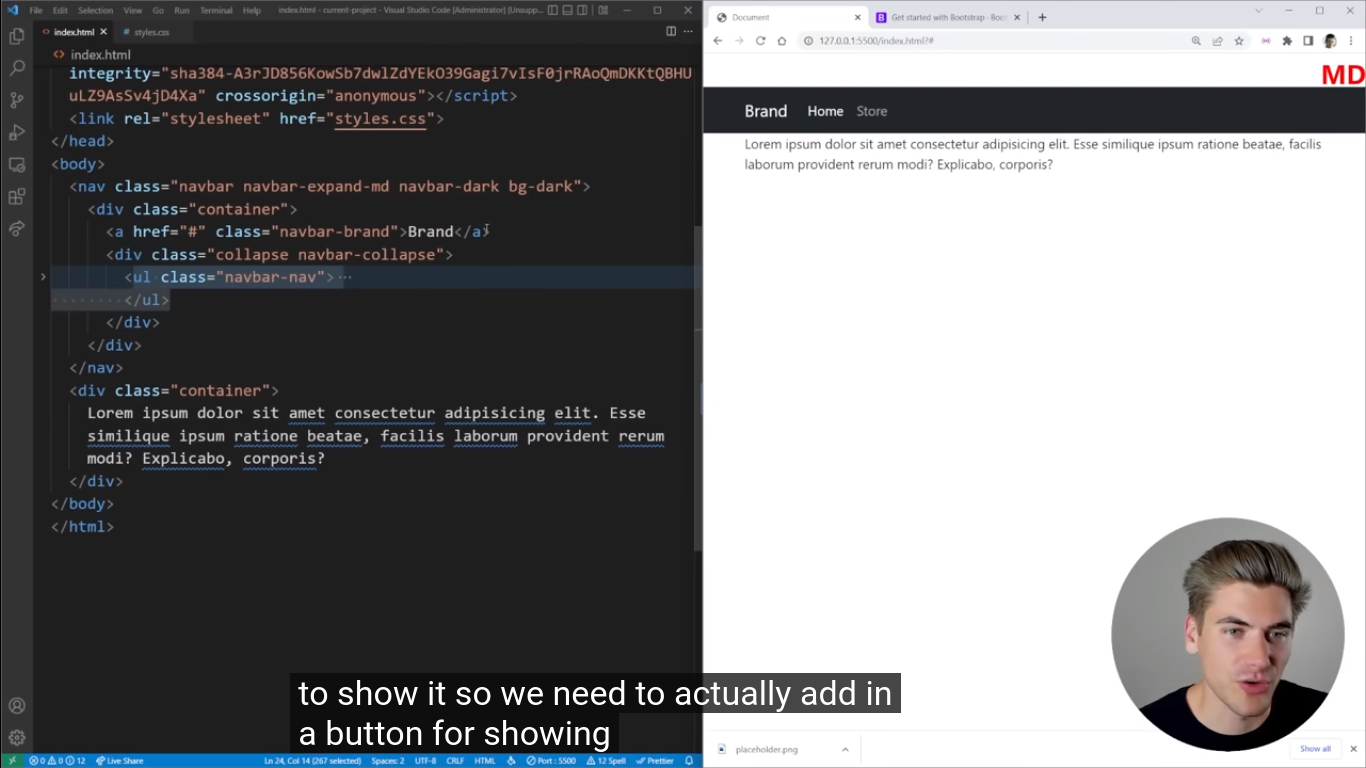 File Edit Selection View Go Run Terminal Help index.html - current-project - Visual Studio Code [Administrator] [Unsupp...
index.html styles.css
index.html
integrity="sha384-A3rJD856KowSb7dwlZdYEkO39Gagi7vIsF0jrRAoQmDKKtQBHU
uLZ9AsSv4jD4Xa" crossorigin="anonymous"></script>
<link rel="stylesheet" href="styles.css">
</head>
<body>
<nav class="navbar navbar-expand-md navbar-dark bg-dark">
<div class="container">
<a href="#" class="navbar-brand">Brand</a>
<div class="collapse navbar-collapse">
<ul class="navbar-nav"> ...
</ul>
</div>
</div>
</nav>
<div class="container">
Lorem ipsum dolor sit amet consectetur adipisicing elit. Esse
similique ipsum ratione beatae, facilis laborum provident rerum
modi? Explicabo, corporis?
</div>
</body>
</html>
0 0 12 Live Share Ln 24, Col 14 (267 selected) Spaces: 2 UTF-8 CRLF HTML Port : 5500 12 Spell Prettier
Document Get started with Bootstrap · Boot
127.0.0.1:5500/index.html?#
MD
Brand Home Store
Lorem ipsum dolor sit amet consectetur adipisicing elit. Esse similique ipsum ratione beatae, facilis
laborum provident rerum modi? Explicabo, corporis?
placeholder.png Show all
to show it so we need to actually add in
a button for showing